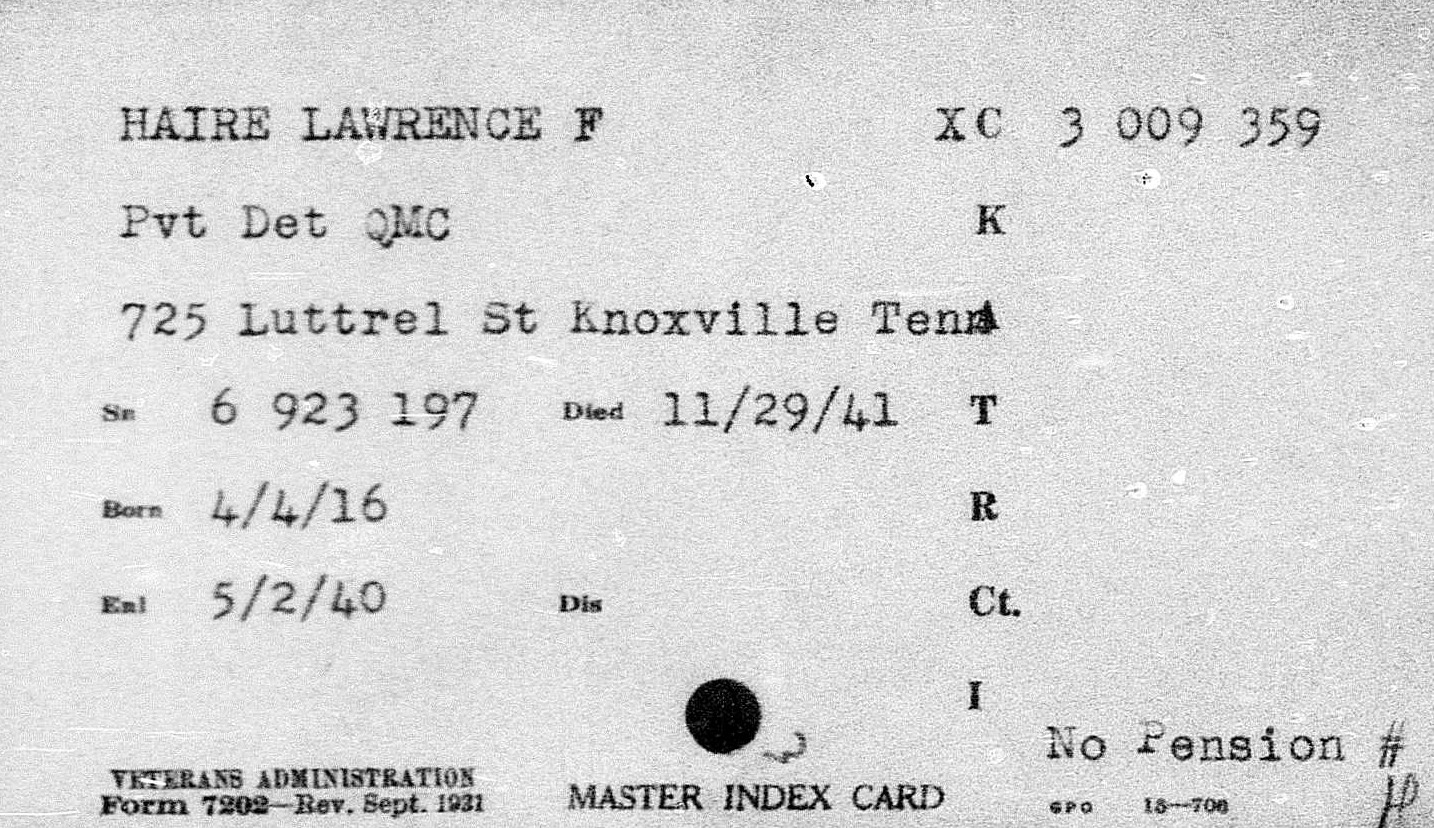 HAIRE LAWRENCE F XC 3 009 359
Pvt Det QMC K
725 Luttrel St Knoxville Tenn A
Sn 6 923 197 Died 11/29/41 T
Born 4/4/16 R
Enl 5/2/40 Dis Ct.
I
No Pension #
VETERANS ADMINISTRATION
Form 7202—Rev. Sept. 1931 MASTER INDEX CARD GPO